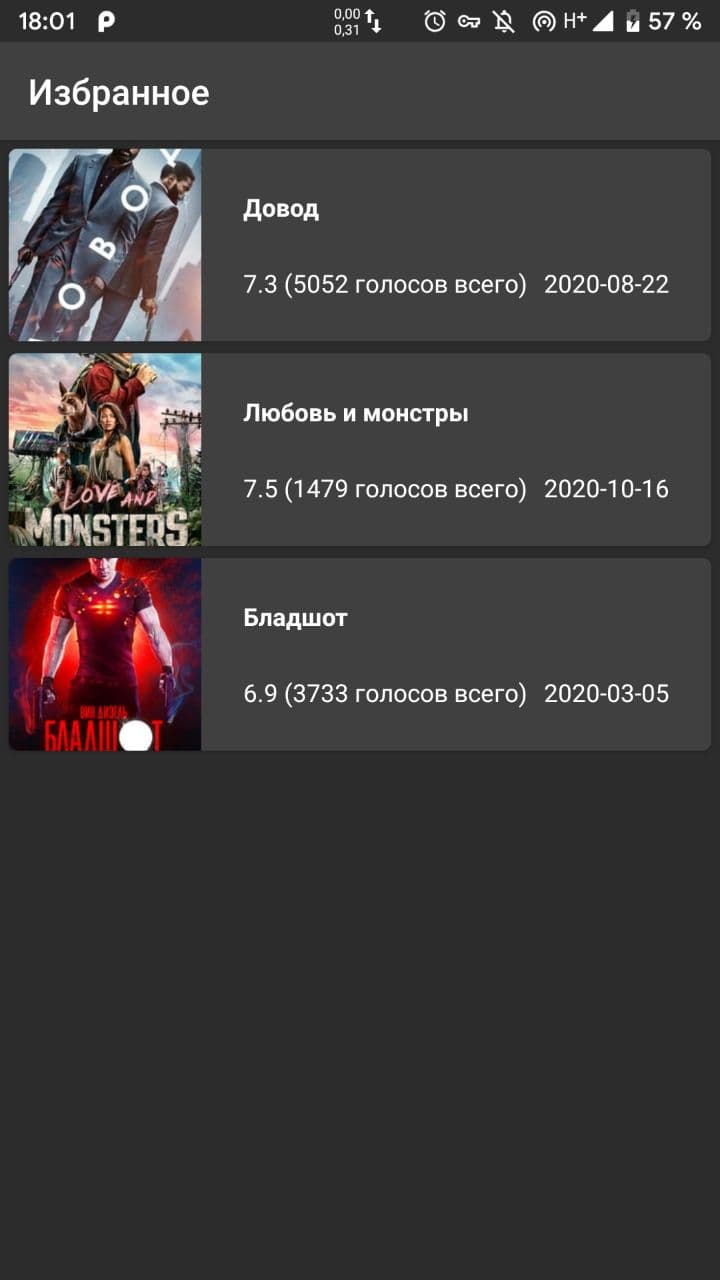 18:01
0,00
0,31
H+
57 %
Избранное
О В О
Довод
7.3 (5052 голосов всего) 2020-08-22
LOVE AND
MONSTERS
Любовь и монстры
7.5 (1479 голосов всего) 2020-10-16
ВИН ДИЗЕЛЬ
Бладшот
6.9 (3733 голосов всего) 2020-03-05